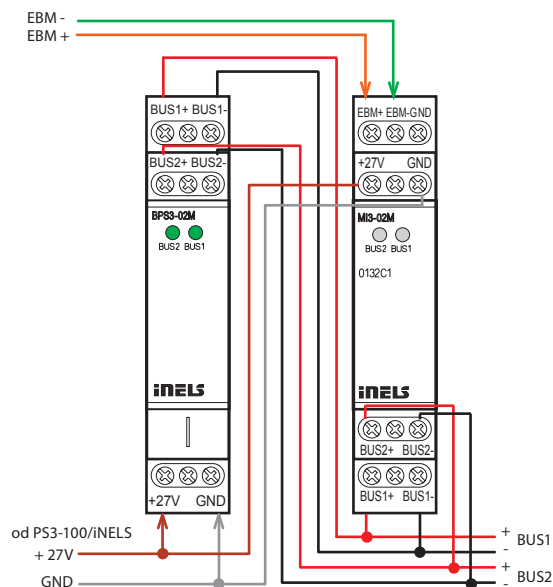 EBM -
EBM +
BUS1+ BUS1-
BUS2+ BUS2-
BPS3-02M
BUS2 BUS1
iNELS
+27V GND
EBM+ EBM- GND
+27V GND
MI3-02M
BUS2 BUS1
0132C1
iNELS
BUS2+ BUS2-
BUS1+ BUS1-
od PS3-100/iNELS
+ 27V
GND
+
- BUS1
+
- BUS2